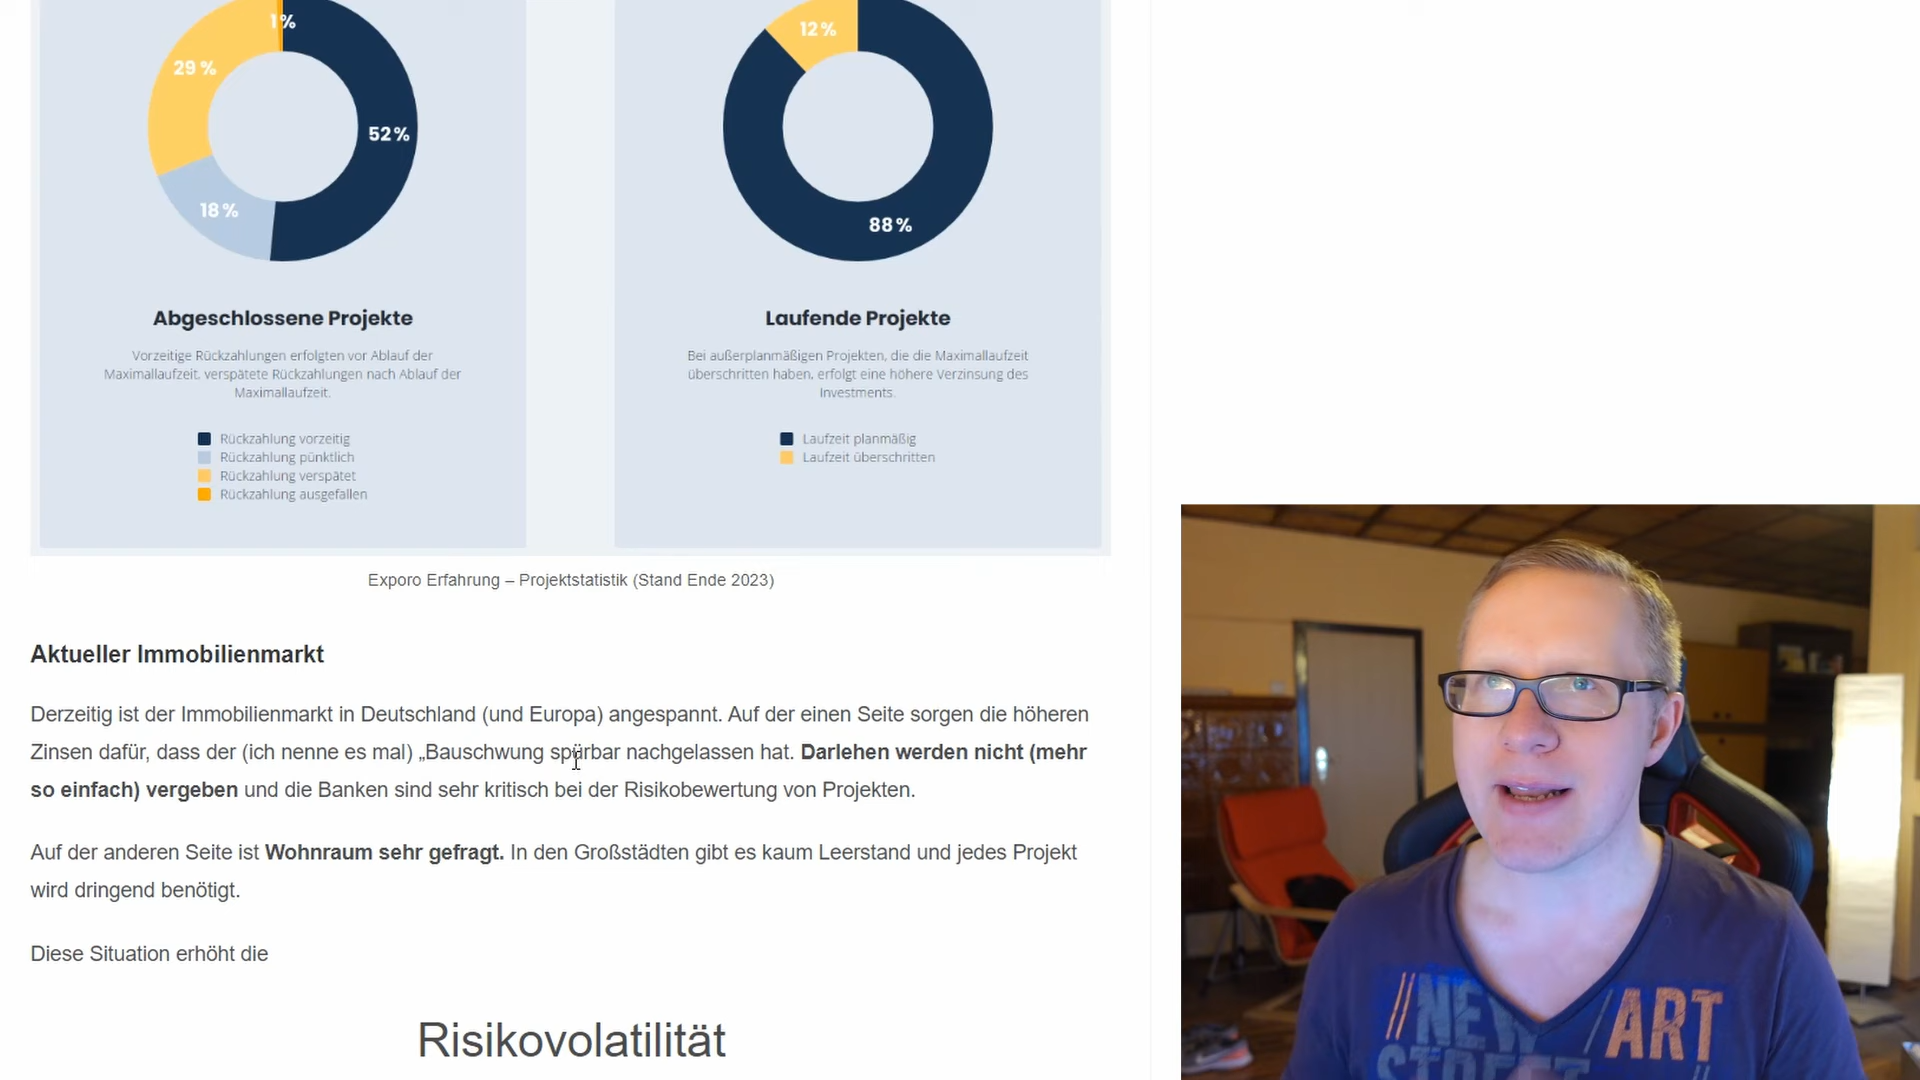 1%
29 %
52 %
18 %
12 %
88 %
Abgeschlossene Projekte
Vorzeitige Rückzahlungen erfolgten vor Ablauf der
Maximallaufzeit, verspätete Rückzahlungen nach Ablauf der
Maximallaufzeit.
Rückzahlung vorzeitig
Rückzahlung pünktlich
Rückzahlung verspätet
Rückzahlung ausgefallen
Laufende Projekte
Bei außerplanmäßigen Projekten, die die Maximallaufzeit
überschritten haben, erfolgt eine höhere Verzinsung des
Investments.
Laufzeit planmäßig
Laufzeit überschritten
Exporo Erfahrung – Projektstatistik (Stand Ende 2023)
Aktueller Immobilienmarkt
Derzeitig ist der Immobilienmarkt in Deutschland (und Europa) angespannt. Auf der einen Seite sorgen die höheren
Zinsen dafür, dass der (ich nenne es mal) „Bauschwung spürbar nachgelassen hat. Darlehen werden nicht (mehr
so einfach) vergeben und die Banken sind sehr kritisch bei der Risikobewertung von Projekten.
Auf der anderen Seite ist Wohnraum sehr gefragt. In den Großstädten gibt es kaum Leerstand und jedes Projekt
wird dringend benötigt.
Diese Situation erhöht die
Risikovolatilität
//NEW /ART
STREET